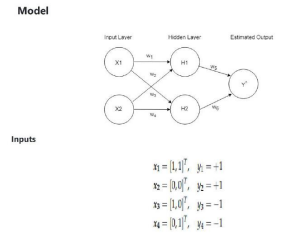 Model
Input Layer Hidden Layer Estimated Output
X1 w₁ H1 w₅
w₂
Y'
w₃
X2 w₄ H2 w₆
Inputs
x₁ = [1,1]ᵀ, y₁ = +1
x₂ = [0,0]ᵀ, y₂ = +1
x₃ = [1,0]ᵀ, y₃ = −1
x₄ = [0,1]ᵀ, y₄ = −1